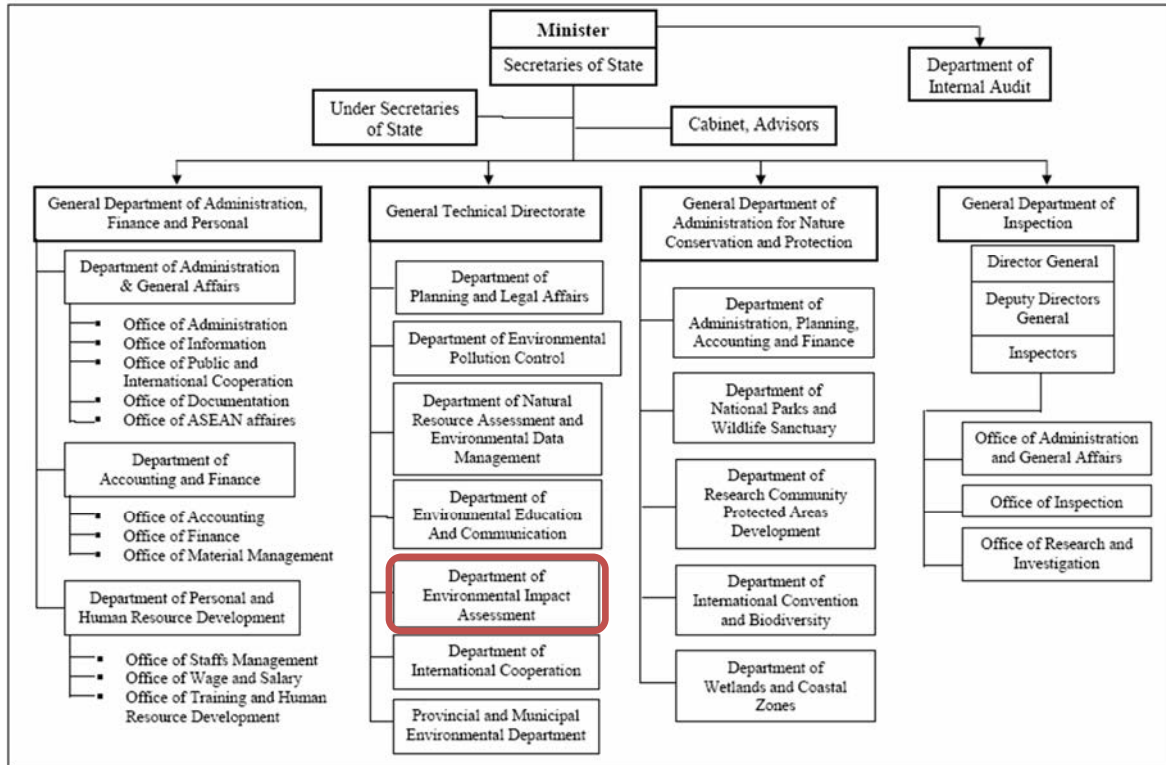 Minister
Secretaries of State
Department of
Internal Audit
Under Secretaries
of State
Cabinet, Advisors
General Department of Administration,
Finance and Personal
Department of Administration
& General Affairs
▪ Office of Administration
▪ Office of Information
▪ Office of Public and
International Cooperation
▪ Office of Documentation
▪ Office of ASEAN affaires
Department of
Accounting and Finance
▪ Office of Accounting
▪ Office of Finance
▪ Office of Material Management
Department of Personal and
Human Resource Development
▪ Office of Staffs Management
▪ Office of Wage and Salary
▪ Office of Training and Human
Resource Development
General Technical Directorate
Department of
Planning and Legal Affairs
Department of Environmental
Pollution Control
Department of Natural
Resource Assessment and
Environmental Data
Management
Department of
Environmental Education
And Communication
Department of
Environmental Impact
Assessment
Department of
International Cooperation
Provincial and Municipal
Environmental Department
General Department of
Administration for Nature
Conservation and Protection
Department of
Administration, Planning,
Accounting and Finance
Department of
National Parks and
Wildlife Sanctuary
Department of
Research Community
Protected Areas
Development
Department of
International Convention
and Biodiversity
Department of
Wetlands and Coastal
Zones
General Department of
Inspection
Director General
Deputy Directors
General
Inspectors
Office of Administration
and General Affairs
Office of Inspection
Office of Research and
Investigation